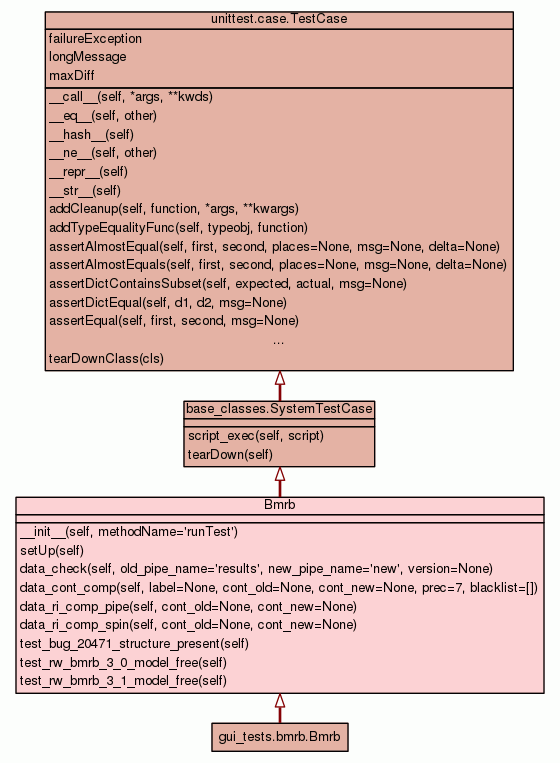 unittest.case.TestCase
failureException
longMessage
maxDiff
__call__(self, *args, **kwds)
__eq__(self, other)
__hash__(self)
__ne__(self, other)
__repr__(self)
__str__(self)
addCleanup(self, function, *args, **kwargs)
addTypeEqualityFunc(self, typeobj, function)
assertAlmostEqual(self, first, second, places=None, msg=None, delta=None)
assertAlmostEquals(self, first, second, places=None, msg=None, delta=None)
assertDictContainsSubset(self, expected, actual, msg=None)
assertDictEqual(self, d1, d2, msg=None)
assertEqual(self, first, second, msg=None)
...
tearDownClass(cls)
base_classes.SystemTestCase
script_exec(self, script)
tearDown(self)
Bmrb
__init__(self, methodName='runTest')
setUp(self)
data_check(self, old_pipe_name='results', new_pipe_name='new', version=None)
data_cont_comp(self, label=None, cont_old=None, cont_new=None, prec=7, blacklist=[])
data_ri_comp_pipe(self, cont_old=None, cont_new=None)
data_ri_comp_spin(self, cont_old=None, cont_new=None)
test_bug_20471_structure_present(self)
test_rw_bmrb_3_0_model_free(self)
test_rw_bmrb_3_1_model_free(self)
gui_tests.bmrb.Bmrb